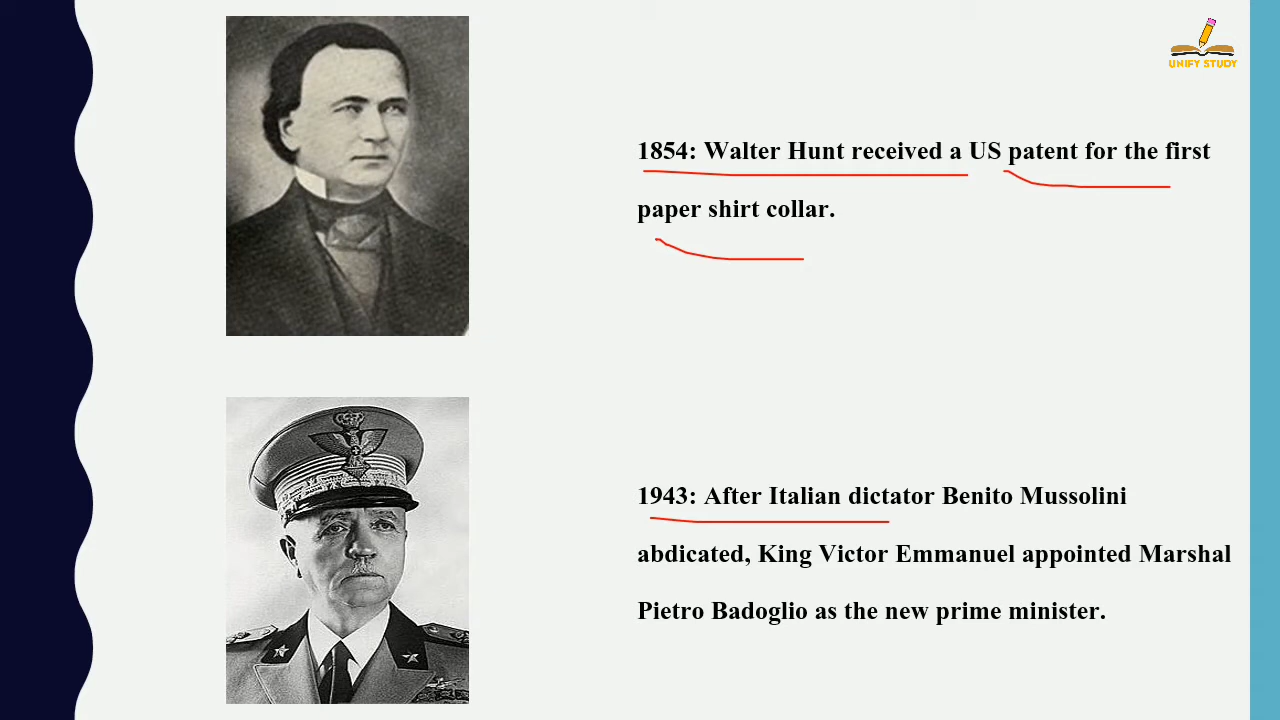 UNIFY STUDY
1854: Walter Hunt received a US patent for the first
paper shirt collar.
1943: After Italian dictator Benito Mussolini
abdicated, King Victor Emmanuel appointed Marshal
Pietro Badoglio as the new prime minister.